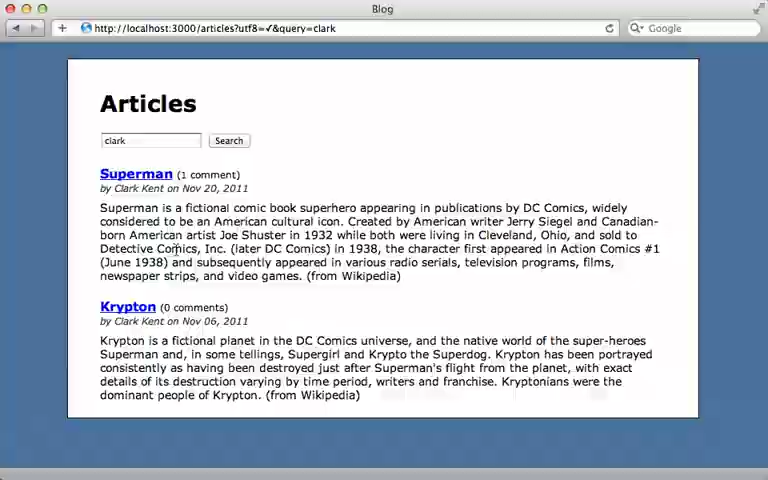 Blog
http://localhost:3000/articles?utf8=✓&query=clark
Google
Articles
clark
Search
Superman (1 comment)
by Clark Kent on Nov 20, 2011
Superman is a fictional comic book superhero appearing in publications by DC Comics, widely
considered to be an American cultural icon. Created by American writer Jerry Siegel and Canadian-
born American artist Joe Shuster in 1932 while both were living in Cleveland, Ohio, and sold to
Detective Comics, Inc. (later DC Comics) in 1938, the character first appeared in Action Comics #1
(June 1938) and subsequently appeared in various radio serials, television programs, films,
newspaper strips, and video games. (from Wikipedia)
Krypton (0 comments)
by Clark Kent on Nov 06, 2011
Krypton is a fictional planet in the DC Comics universe, and the native world of the super-heroes
Superman and, in some tellings, Supergirl and Krypto the Superdog. Krypton has been portrayed
consistently as having been destroyed just after Superman's flight from the planet, with exact
details of its destruction varying by time period, writers and franchise. Kryptonians were the
dominant people of Krypton. (from Wikipedia)